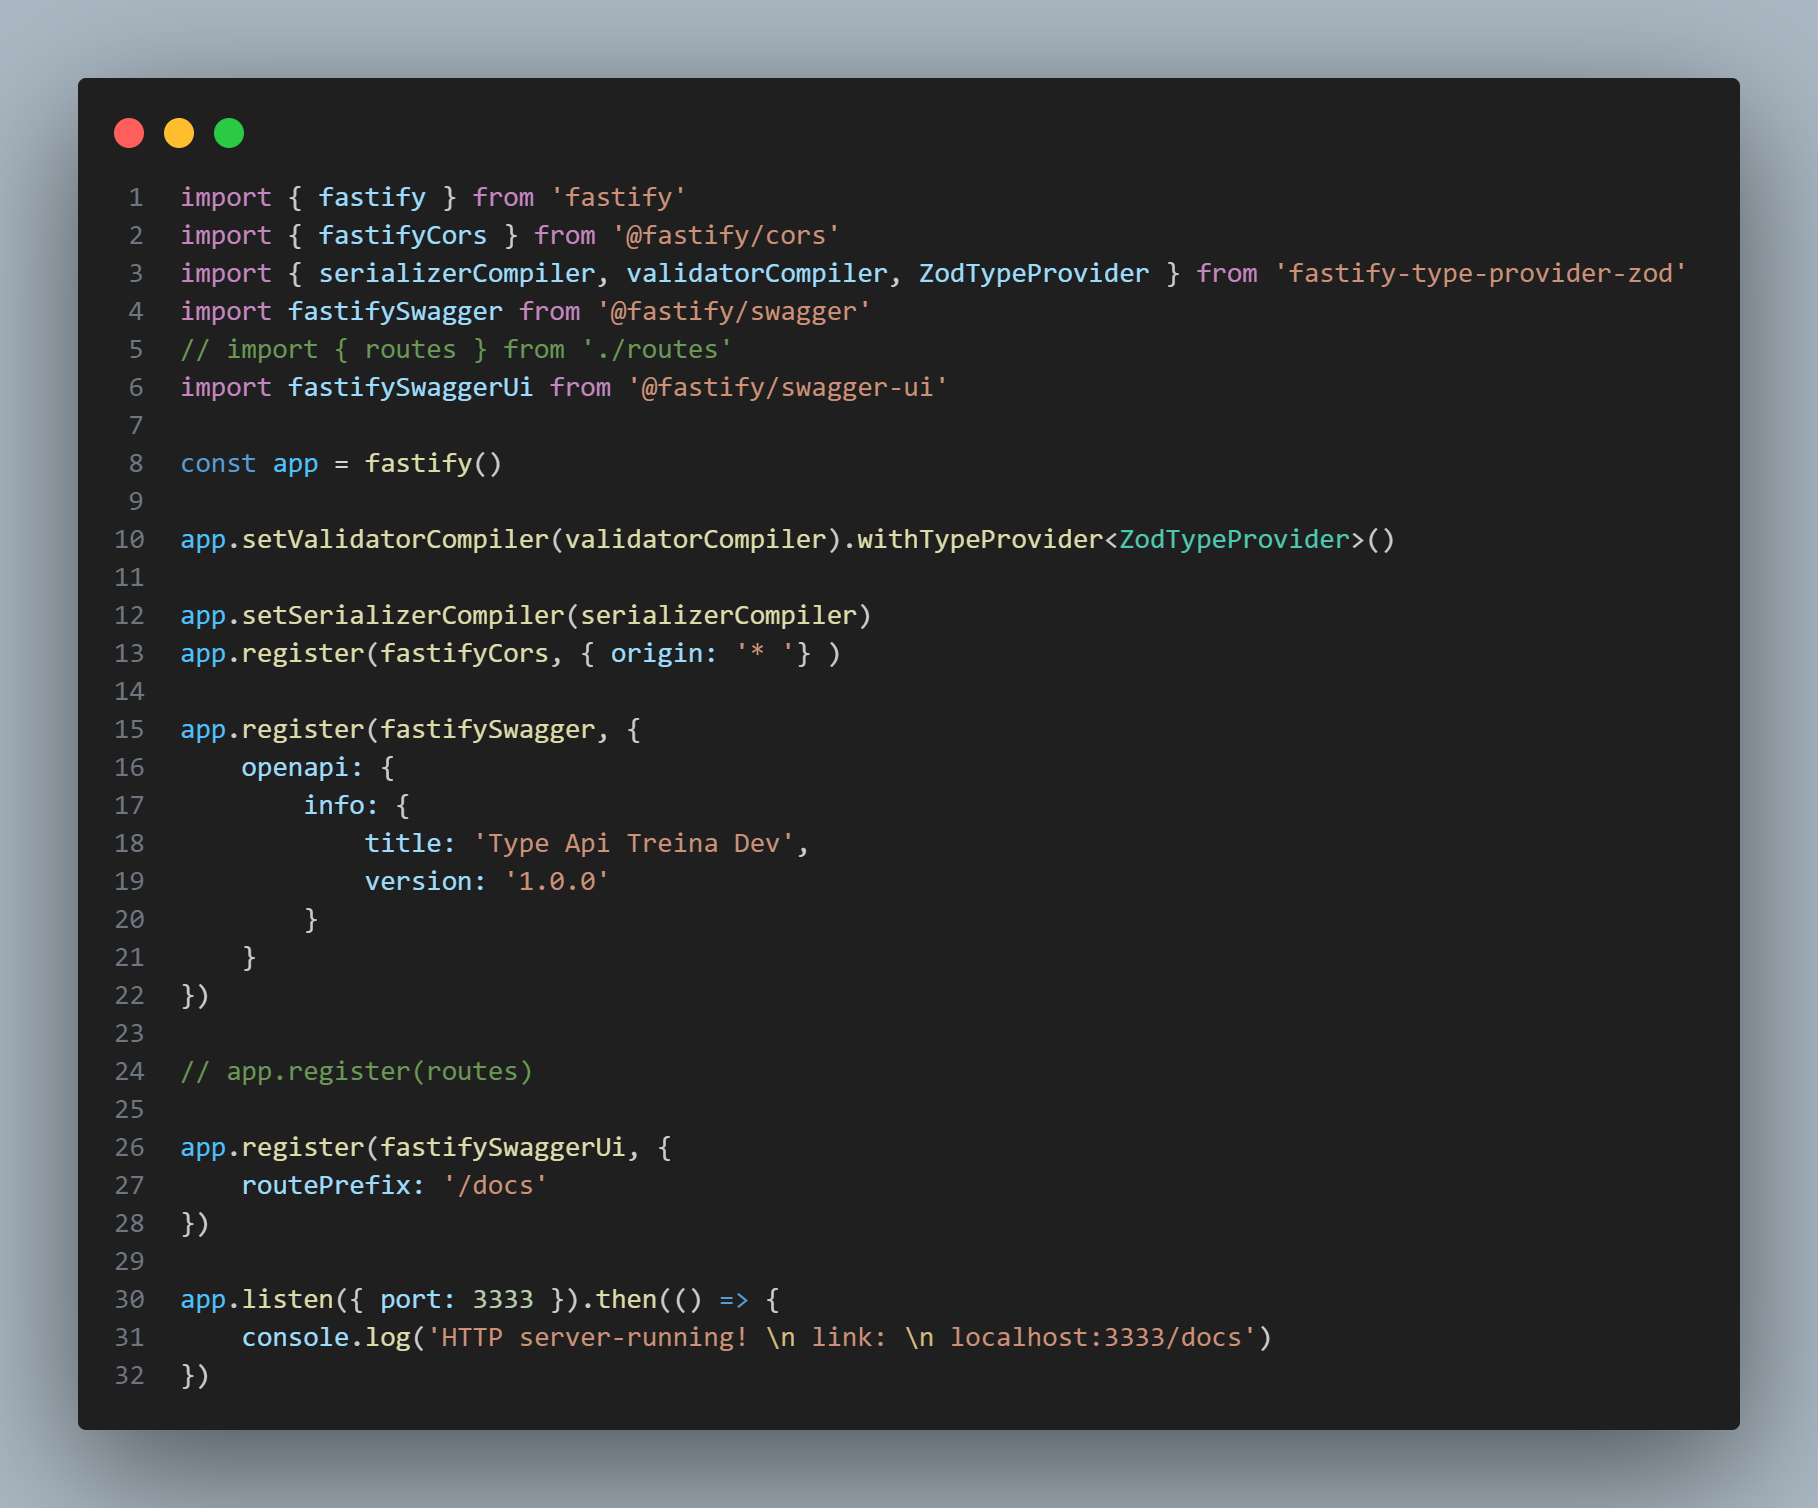 1 import { fastify } from 'fastify'
2 import { fastifyCors } from '@fastify/cors'
3 import { serializerCompiler, validatorCompiler, ZodTypeProvider } from 'fastify-type-provider-zod'
4 import fastifySwagger from '@fastify/swagger'
5 // import { routes } from './routes'
6 import fastifySwaggerUi from '@fastify/swagger-ui'
7
8 const app = fastify()
9
10 app.setValidatorCompiler(validatorCompiler).withTypeProvider<ZodTypeProvider>()
11
12 app.setSerializerCompiler(serializerCompiler)
13 app.register(fastifyCors, { origin: '* '} )
14
15 app.register(fastifySwagger, {
16     openapi: {
17         info: {
18             title: 'Type Api Treina Dev',
19             version: '1.0.0'
20         }
21     }
22 })
23
24 // app.register(routes)
25
26 app.register(fastifySwaggerUi, {
27     routePrefix: '/docs'
28 })
29
30 app.listen({ port: 3333 }).then(() => {
31     console.log('HTTP server-running! \n link: \n localhost:3333/docs')
32 })